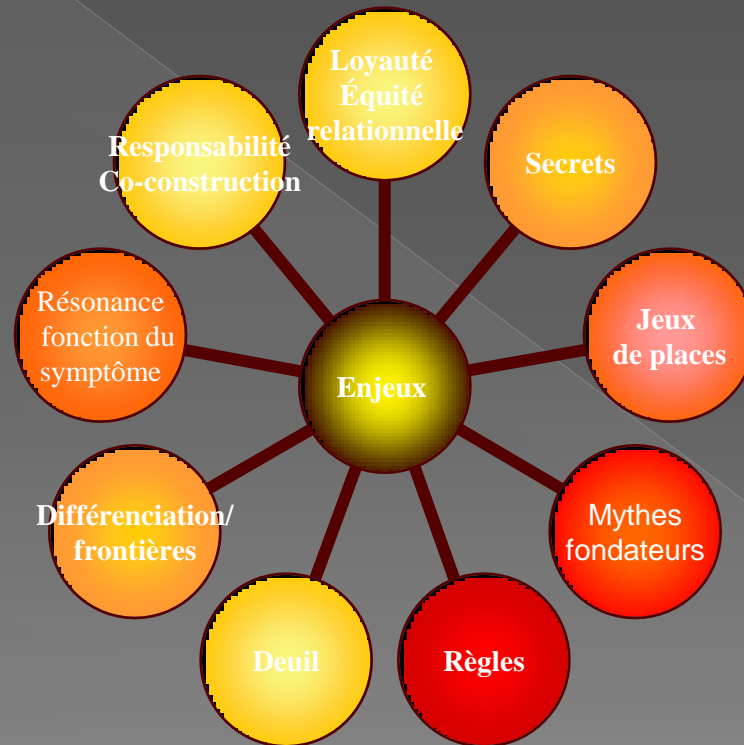 Loyauté
Équité
relationnelle
Secrets
Jeux
de places
Mythes
fondateurs
Règles
Deuil
Différenciation/
frontières
Résonance
fonction du
symptôme
Responsabilité
Co-construction
Enjeux